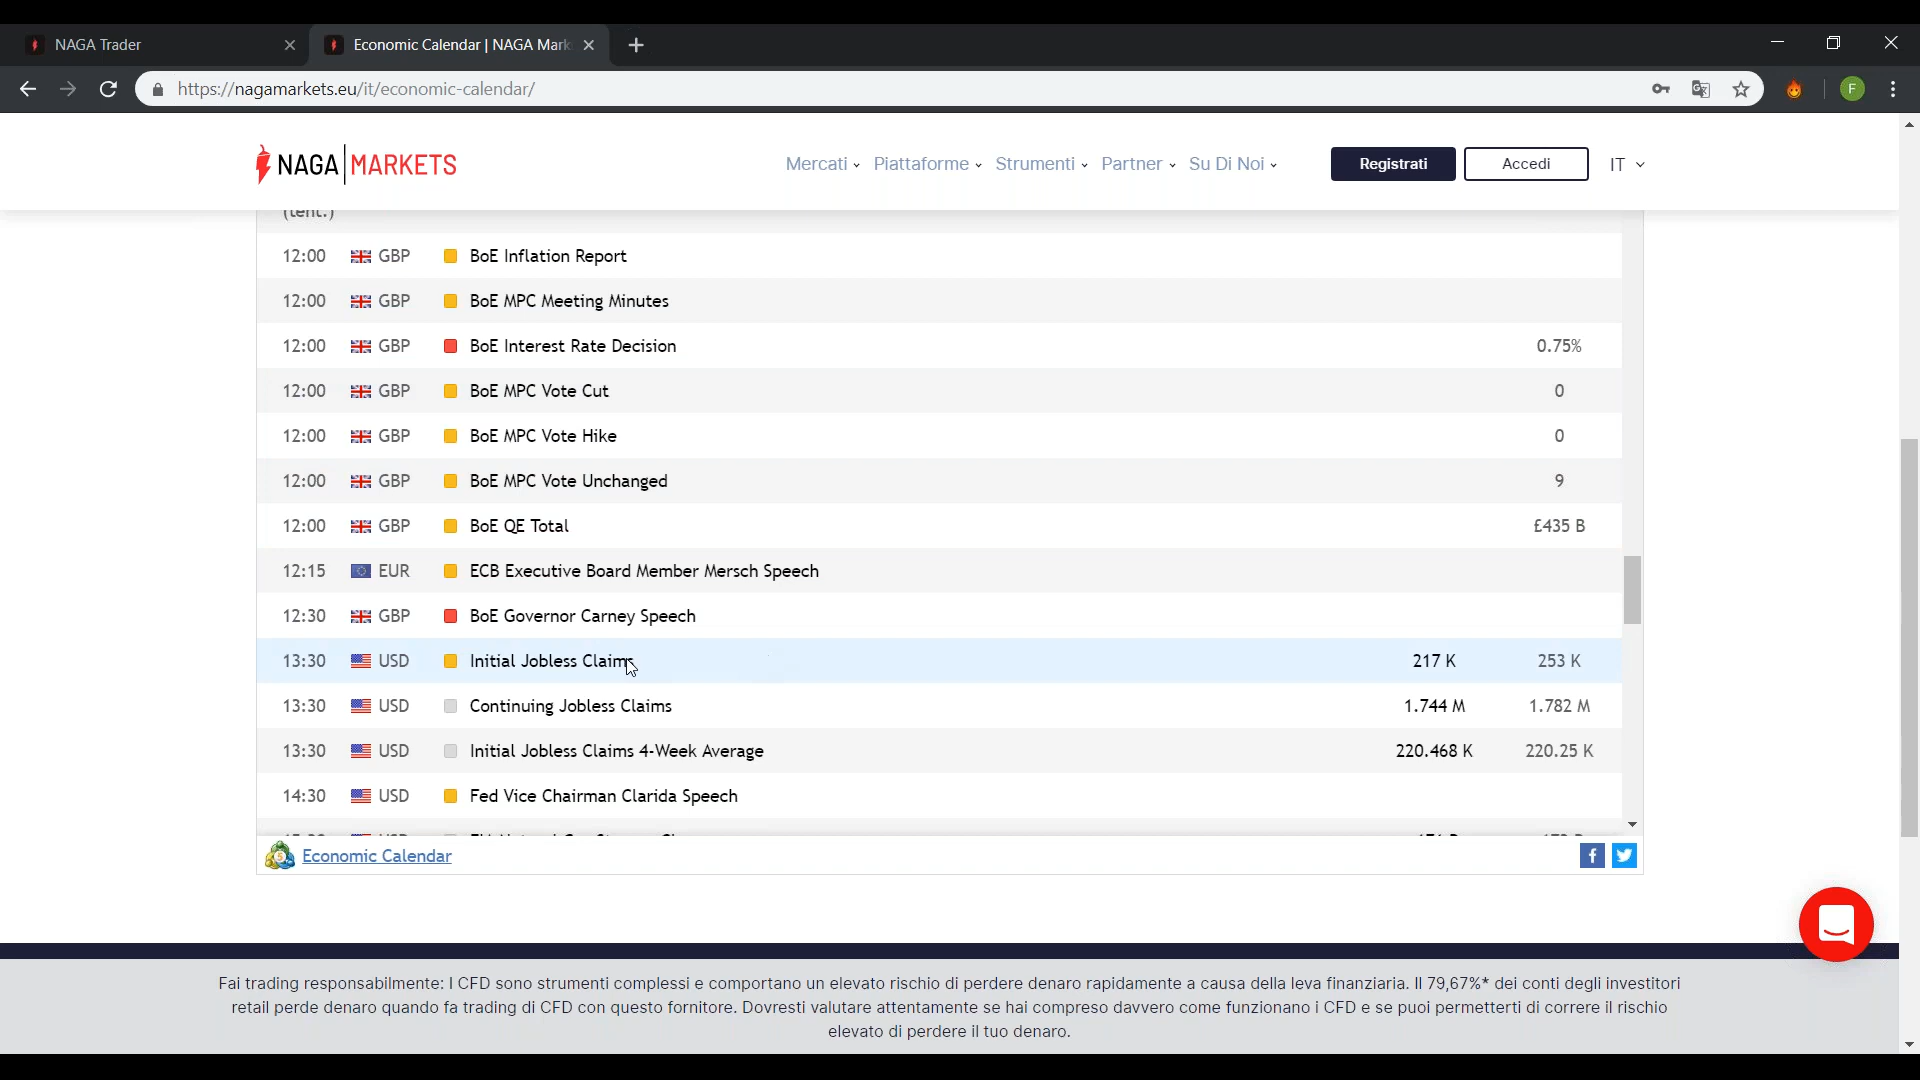 NAGA Trader
Economic Calendar | NAGA Mark
https://nagamarkets.eu/it/economic-calendar/
F
NAGA MARKETS
Mercati
Piattaforme
Strumenti
Partner
Su Di Noi
Registrati
Accedi
IT
(tent.)
12:00 GBP BoE Inflation Report
12:00 GBP BoE MPC Meeting Minutes
12:00 GBP BoE Interest Rate Decision 0.75%
12:00 GBP BoE MPC Vote Cut 0
12:00 GBP BoE MPC Vote Hike 0
12:00 GBP BoE MPC Vote Unchanged 9
12:00 GBP BoE QE Total £435 B
12:15 EUR ECB Executive Board Member Mersch Speech
12:30 GBP BoE Governor Carney Speech
13:30 USD Initial Jobless Claims 217 K 253 K
13:30 USD Continuing Jobless Claims 1.744 M 1.782 M
13:30 USD Initial Jobless Claims 4-Week Average 220.468 K 220.25 K
14:30 USD Fed Vice Chairman Clarida Speech
Economic Calendar
Fai trading responsabilmente: I CFD sono strumenti complessi e comportano un elevato rischio di perdere denaro rapidamente a causa della leva finanziaria. Il 79,67%* dei conti degli investitori
retail perde denaro quando fa trading di CFD con questo fornitore. Dovresti valutare attentamente se hai compreso davvero come funzionano i CFD e se puoi permetterti di correre il rischio
elevato di perdere il tuo denaro.